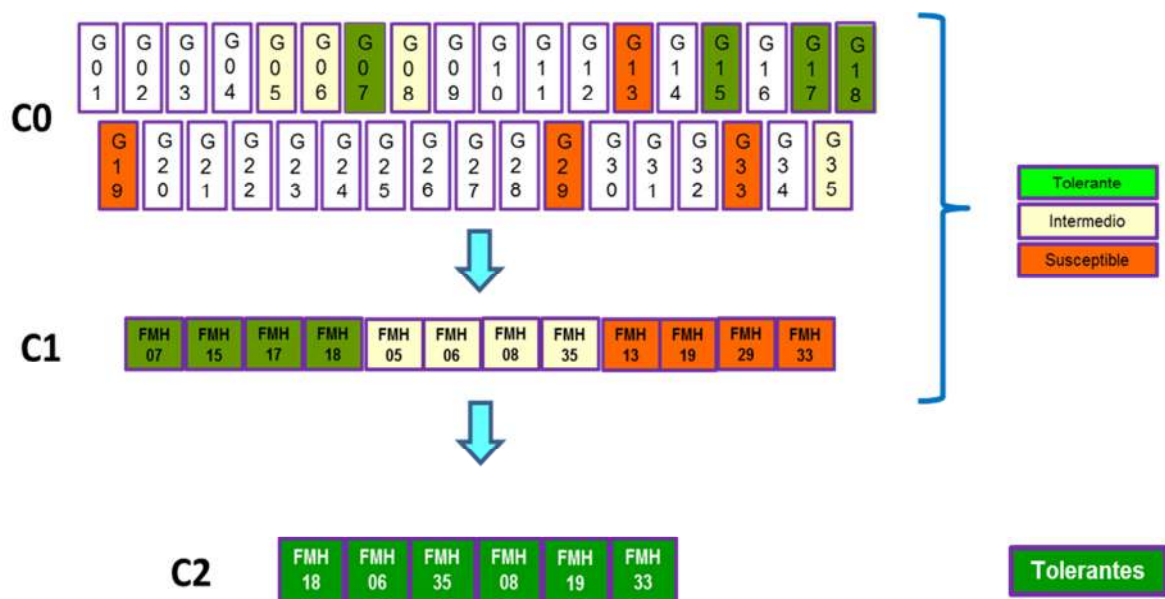 C0
G01 G02 G03 G04 G05 G06 G07 G08 G09 G10 G11 G12 G13 G14 G15 G16 G17 G18
G19 G20 G21 G22 G23 G24 G25 G26 G27 G28 G29 G30 G31 G32 G33 G34 G35
Tolerante
Intermedio
Susceptible
C1
FMH FMH FMH FMH FMH FMH FMH FMH FMH FMH FMH FMH
07 15 17 18 05 06 08 35 13 19 29 33
C2
FMH FMH FMH FMH FMH FMH
18 06 35 08 19 33
Tolerantes